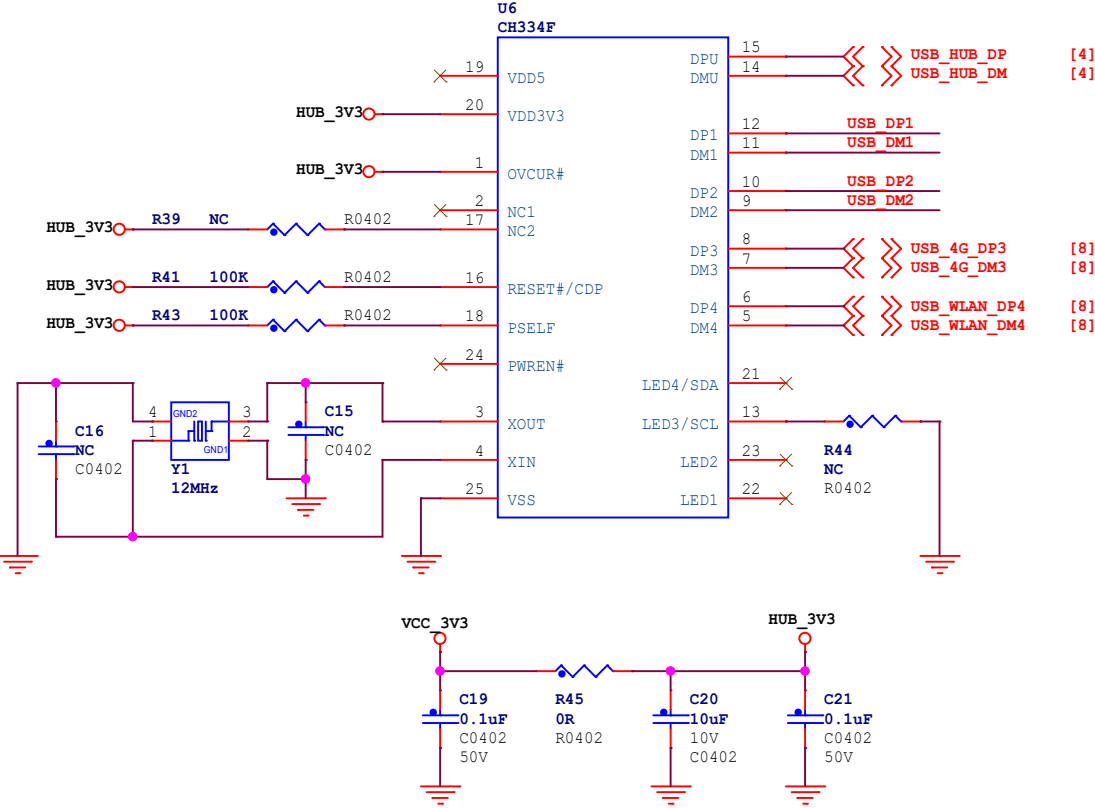 U6
CH334F
19 VDD5
20 VDD3V3
HUB_3V3
1 OVCUR#
HUB_3V3
2 NC1
17 NC2
HUB_3V3 R39 NC R0402
HUB_3V3 R41 100K R0402 16 RESET#/CDP
HUB_3V3 R43 100K R0402 18 PSELF
24 PWREN#
3 XOUT
4 XIN
25 VSS
DPU 15 USB_HUB_DP [4]
DMU 14 USB_HUB_DM [4]
DP1 12 USB_DP1
DM1 11 USB_DM1
DP2 10 USB_DP2
DM2 9 USB_DM2
DP3 8 USB_4G_DP3 [8]
DM3 7 USB_4G_DM3 [8]
DP4 6 USB_WLAN_DP4 [8]
DM4 5 USB_WLAN_DM4 [8]
LED4/SDA 21
LED3/SCL 13
LED2 23
LED1 22
R44
NC
R0402
C16
NC
C0402
4 GND2 3
1 GND1 2
Y1
12MHz
C15
NC
C0402
VCC_3V3
HUB_3V3
C19
0.1uF
C0402
50V
R45
0R
R0402
C20
10uF
10V
C0402
C21
0.1uF
C0402
50V